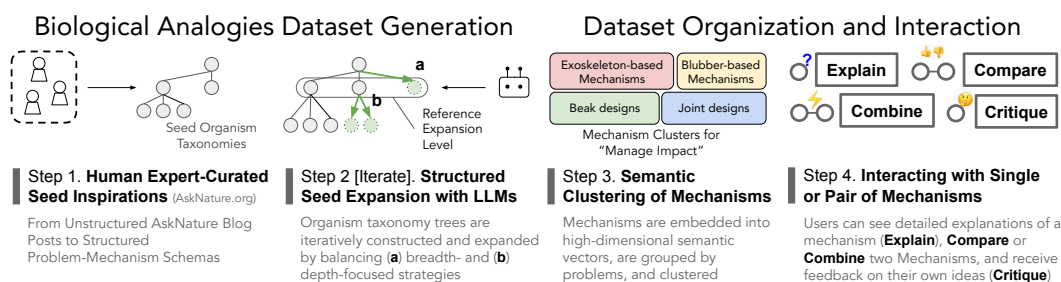 Biological Analogies Dataset Generation
Dataset Organization and Interaction
Seed Organism
Taxonomies
a
b
Reference
Expansion
Level
Exoskeleton-based
Mechanisms
Blubber-based
Mechanisms
Beak designs
Joint designs
Mechanism Clusters for
“Manage Impact”
?
Explain
Compare
Combine
Critique
Step 1. Human Expert-Curated
Seed Inspirations (AskNature.org)
From Unstructured AskNature Blog
Posts to Structured
Problem-Mechanism Schemas
Step 2 [Iterate]. Structured
Seed Expansion with LLMs
Organism taxonomy trees are
iteratively constructed and expanded
by balancing (a) breadth- and (b)
depth-focused strategies
Step 3. Semantic
Clustering of Mechanisms
Mechanisms are embedded into
high-dimensional semantic
vectors, are grouped by
problems, and clustered
Step 4. Interacting with Single
or Pair of Mechanisms
Users can see detailed explanations of a
mechanism (Explain), Compare or
Combine two Mechanisms, and receive
feedback on their own ideas (Critique)